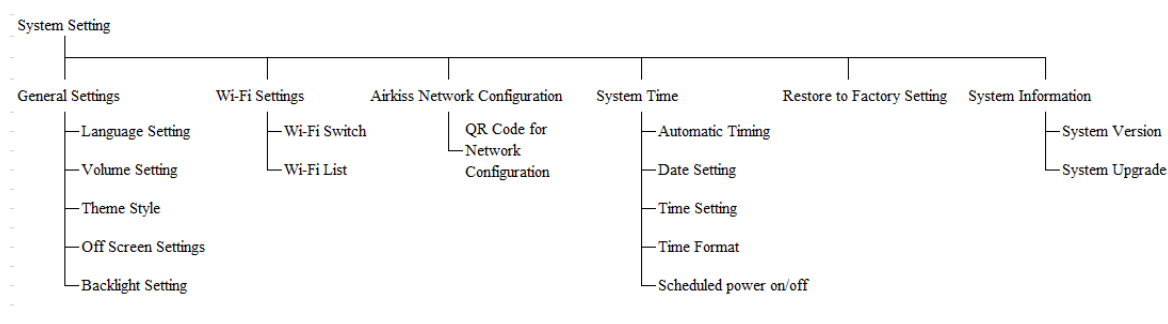 System Setting
General Settings
Wi-Fi Settings
Airkiss Network Configuration
System Time
Restore to Factory Setting
System Information
Language Setting
Volume Setting
Theme Style
Off Screen Settings
Backlight Setting
Wi-Fi Switch
Wi-Fi List
QR Code for
Network
Configuration
Automatic Timing
Date Setting
Time Setting
Time Format
Scheduled power on/off
System Version
System Upgrade